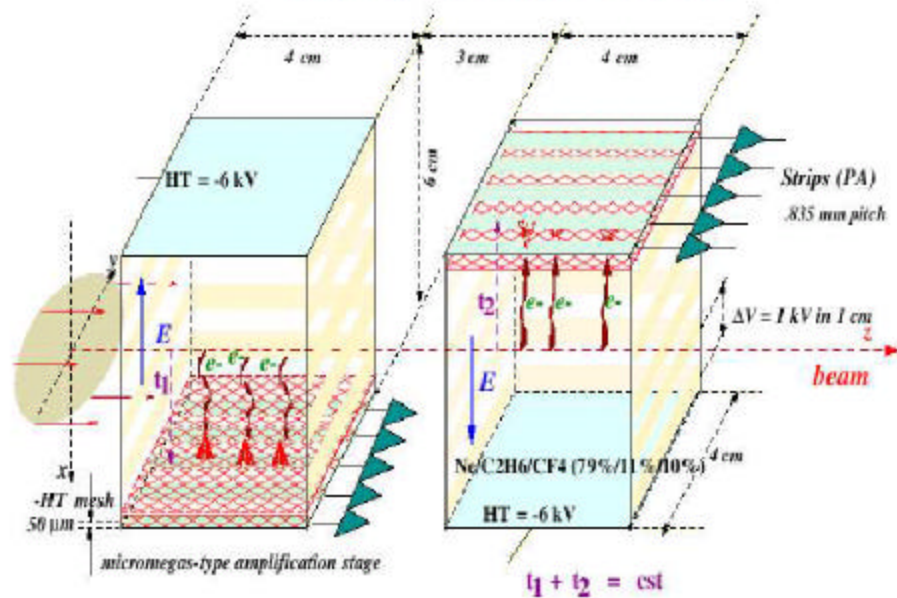 4 cm
3 cm
4 cm
6 cm
HT = -6 kV
Strips (PA)
.835 mm pitch
y
E
t1
e-
e-
e-
t2
e-
e-
e-
E
ΔV = 1 kV in 1 cm
z
beam
x
Ne/C2H6/CF4 (79%/11%/10%)
4 cm
-HT mesh
50 µm
HT = -6 kV
micromegas-type amplification stage
t1 + t2 = cst